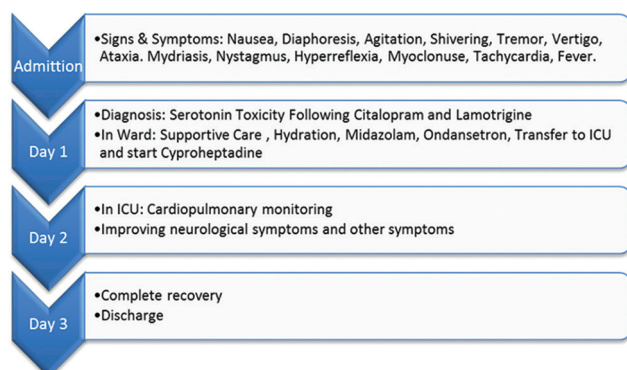 Admittion
•Signs & Symptoms: Nausea, Diaphoresis, Agitation, Shivering, Tremor, Vertigo,
Ataxia. Mydriasis, Nystagmus, Hyperreflexia, Myoclonuse, Tachycardia, Fever.
Day 1
•Diagnosis: Serotonin Toxicity Following Citalopram and Lamotrigine
•In Ward: Supportive Care , Hydration, Midazolam, Ondansetron, Transfer to ICU
and start Cyproheptadine
Day 2
•In ICU: Cardiopulmonary monitoring
•Improving neurological symptoms and other symptoms
Day 3
•Complete recovery
•Discharge